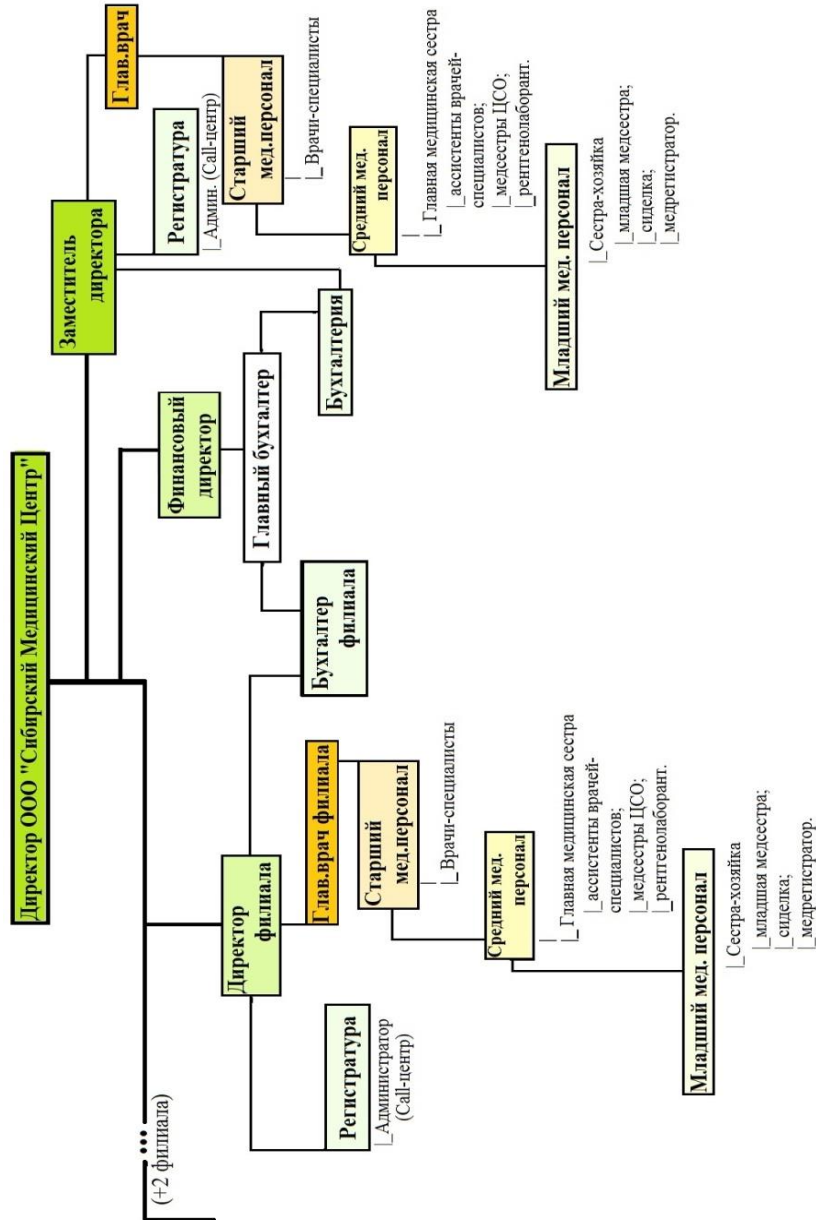 Директор ООО "Сибирский Медицинский Центр"
(+2 филиала)
Директор
филиала
Финансовый
директор
Заместитель
директора
Глав.врач
Регистратура
|_Администратор
(Call-центр)
Глав.врач филиала
Бухгалтер
филиала
Главный бухгалтер
Бухгалтерия
Регистратура
|_Админ. (Call-центр)
Старший
мед.персонал
|_Врачи-специалисты
Средний мед.
персонал
|_Главная медицинская сестра
|_ассистенты врачей-
специалистов;
|_медсестры ЦСО;
|_рентгенолаборант.
Младший мед. персонал
|_Сестра-хозяйка
|_младшая медсестра;
|_сиделка;
|_медрегистратор.
Старший
мед.персонал
|_Врачи-специалисты
Средний мед.
персонал
|_Главная медицинская сестра
|_ассистенты врачей-
специалистов;
|_медсестры ЦСО;
|_рентгенолаборант.
Младший мед. персонал
|_Сестра-хозяйка
|_младшая медсестра;
|_сиделка;
|_медрегистратор.